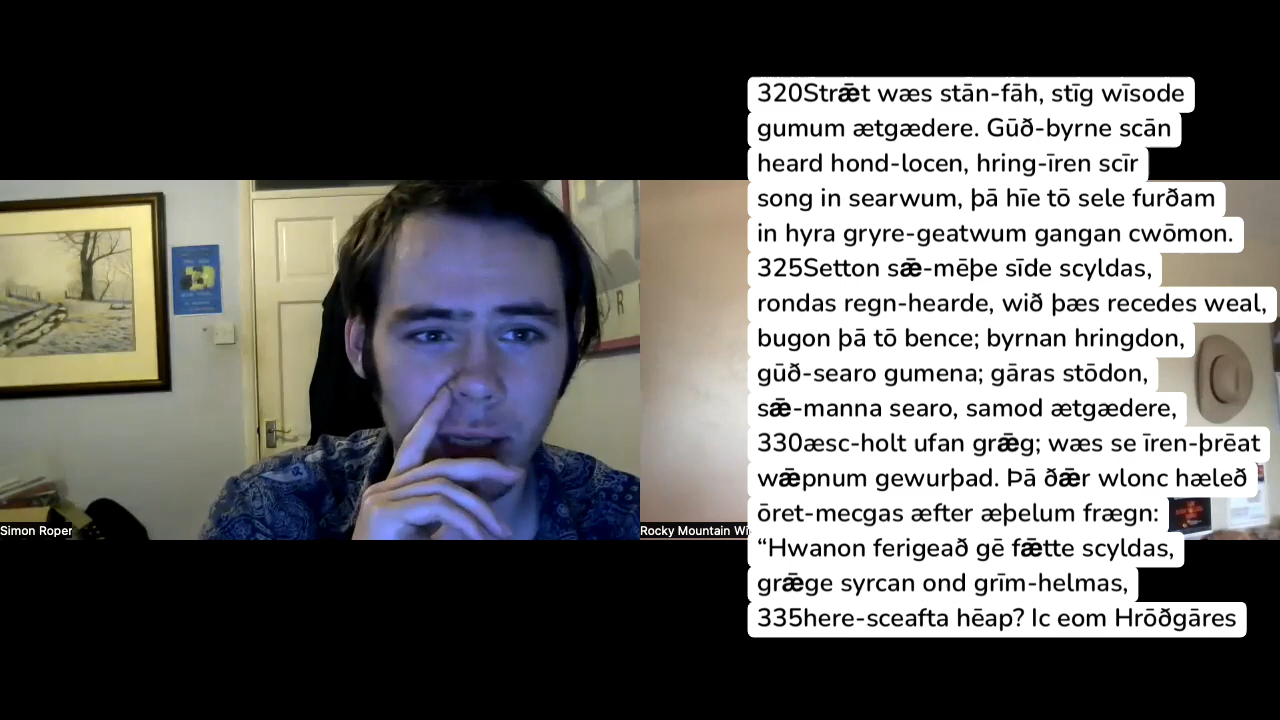 320Strǣt wæs stān-fāh, stīg wīsode
gumum ætgædere. Gūð-byrne scān
heard hond-locen, hring-īren scīr
song in searwum, þā hīe tō sele furðam
in hyra gryre-geatwum gangan cwōmon.
325Setton sǣ-mēþe sīde scyldas,
rondas regn-hearde, wið þæs recedes weal,
bugon þā tō bence; byrnan hringdon,
gūð-searo gumena; gāras stōdon,
sǣ-manna searo, samod ætgædere,
330æsc-holt ufan grǣg; wæs se īren-þrēat
wǣpnum gewurþad. Þā ðǣr wlonc hæleð
ōret-mecgas æfter æþelum frægn:
“Hwanon ferigeað gē fǣtte scyldas,
grǣge syrcan ond grīm-helmas,
335here-sceafta hēap? Ic eom Hrōðgāres
Simon Roper
Rocky Mountain Wi